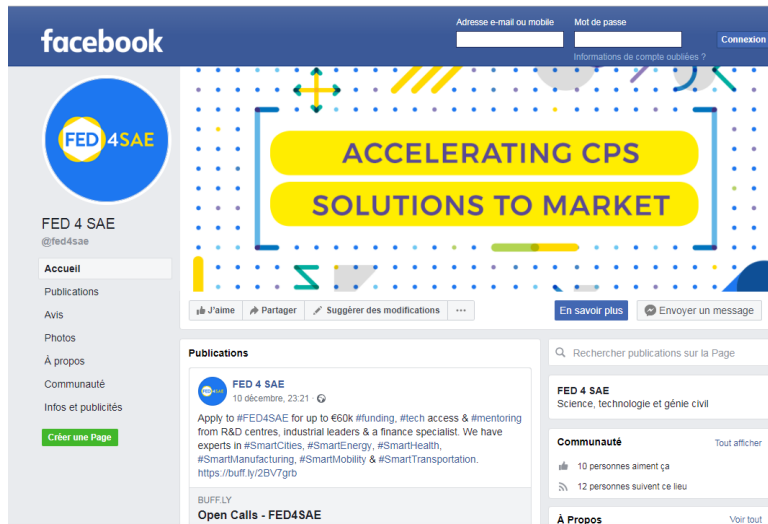 facebook
Adresse e-mail ou mobile
Mot de passe
Connexion
Informations de compte oubliées ?
FED 4SAE
ACCELERATING CPS
SOLUTIONS TO MARKET
FED 4 SAE
@fed4sae
Accueil
Publications
Avis
Photos
À propos
Communauté
Infos et publicités
Créer une Page
J'aime
Partager
Suggérer des modifications
En savoir plus
Envoyer un message
Publications
FED 4 SAE
10 décembre, 23:21
Apply to #FED4SAE for up to €60k #funding, #tech access & #mentoring
from R&D centres, industrial leaders & a finance specialist. We have
experts in #SmartCities, #SmartEnergy, #SmartHealth,
#SmartManufacturing, #SmartMobility & #SmartTransportation.
https://buff.ly/2BV7grb
BUFF.LY
Open Calls - FED4SAE
Rechercher publications sur la Page
FED 4 SAE
Science, technologie et génie civil
Communauté
Tout afficher
10 personnes aiment ça
12 personnes suivent ce lieu
À Propos
Voir tout